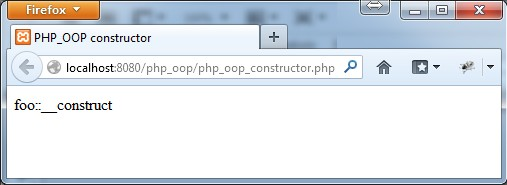 Firefox
PHP_OOP constructor
localhost:8080/php_oop/php_oop_constructor.php
foo::__construct